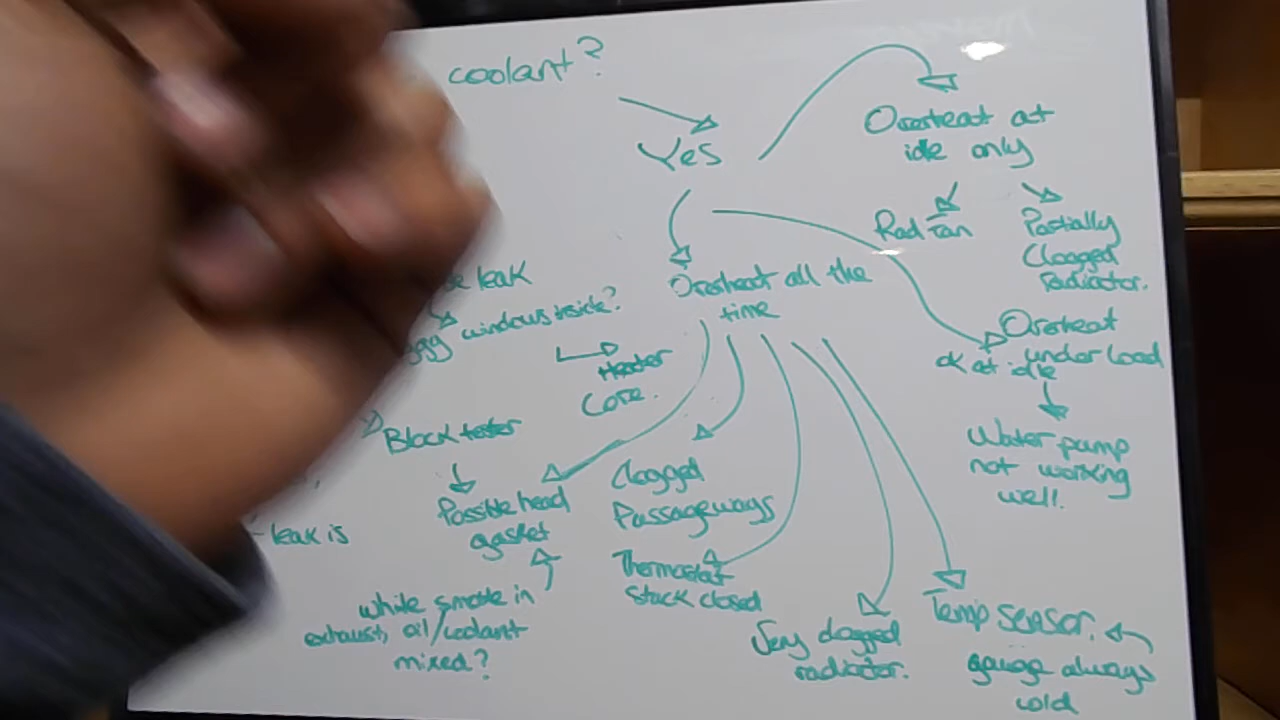 coolant?
Yes
Overheat at
idle only
Rad Fan
Partially
Clogged
radiator.
leak
windows inside?
Heater
Core.
Overheat all the
time
Overheat
under load
ok at idle
Water pump
not working
well.
Block tester
Possible head
gasket
leak is
white smoke in
exhaust, oil/coolant
mixed?
Clogged
Passageways
Thermostat
Stuck closed
Very clogged
radiator.
Temp sensor.
gauge always
cold